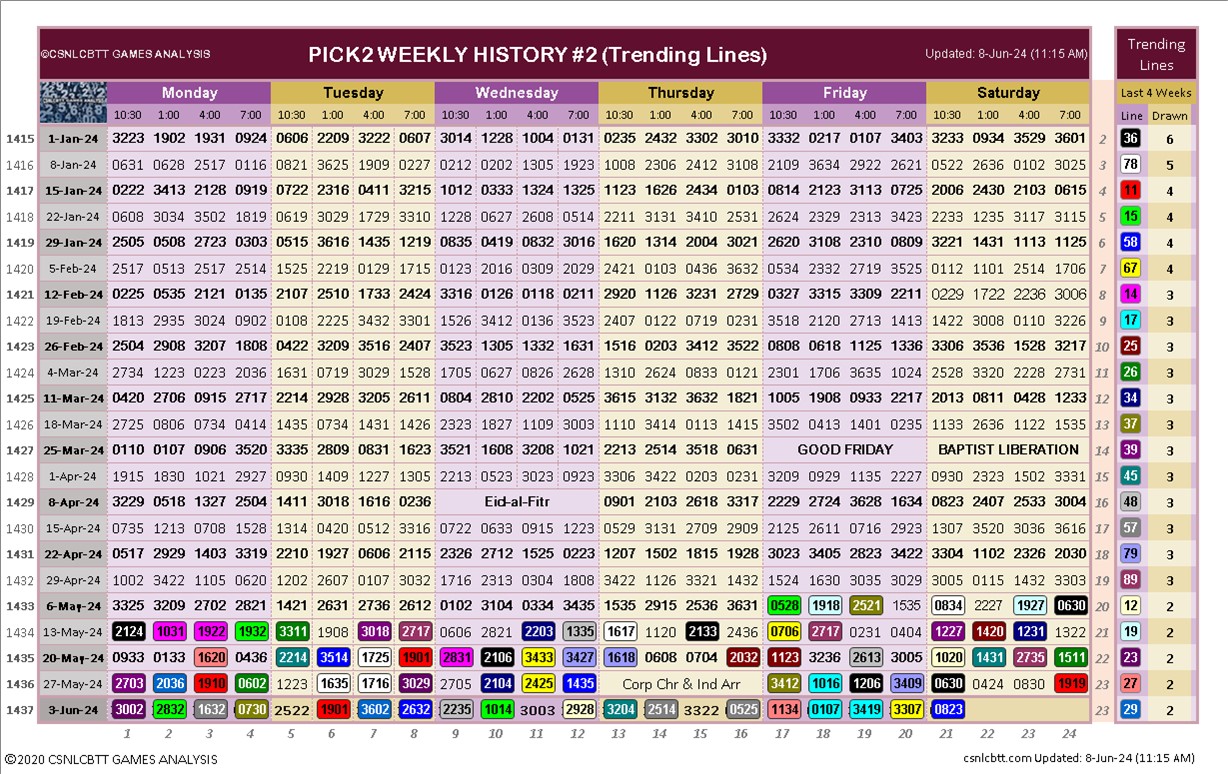 Trending
©CSNLCBTT GAMES ANALYSIS PICK2 WEEKLY HISTORY #2 (Trending Lines) Updated: 8-Jun-24 (11:15 AM)
Lines
Monday Tuesday Wednesday Thursday Friday Saturday Last 4 Weeks
10:30 1:00 4:00 7:00 10:30 1:00 4:00 7:00 10:30 1:00 4:00 7:00 10:30 1:00 4:00 7:00 10:30 1:00 4:00 7:00 10:30 1:00 4:00 7:00 Line Drawn
1415 1-Jan-24 3223 1902 1931 0924 0606 2209 3222 0607 3014 1228 1004 0131 0235 2432 3302 3010 3332 0217 0107 3403 3233 0934 3529 3601 2 36 6
1416 8-Jan-24 0631 0628 2517 0116 0821 3625 1909 0227 0212 0202 1305 1923 1008 2306 2412 3108 2109 3634 2222 2621 0522 2636 0102 3025 3 78 5
1417 15-Jan-24 0222 3413 2128 0919 0722 2316 0411 3215 1012 0333 1324 1325 1123 1626 2434 0103 0814 2123 3113 0725 2006 2430 2103 0615 4 11 4
1418 22-Jan-24 0608 3034 3502 1819 0619 3029 1729 3310 1228 0627 2608 0514 2211 3131 3410 2531 2624 2329 2313 3423 2233 1235 3117 3115 5 15 4
1419 29-Jan-24 2505 0508 2723 0303 0515 3616 1435 1219 0835 0419 0832 3016 1620 1314 2004 3021 2620 3108 2310 0809 3221 1431 1113 1125 6 58 4
1420 5-Feb-24 2517 0513 2517 2514 1525 2219 0129 1715 0123 2016 0309 2029 2421 0103 0436 3632 0534 2332 2719 3525 0112 1101 2514 1706 7 67 4
1421 12-Feb-24 0225 0535 2121 0135 2107 2510 1733 2424 3316 0126 0118 0211 2920 1126 3231 2729 0327 3315 3309 2211 0229 1722 2236 3006 8 14 3
1422 19-Feb-24 1813 2935 3024 0902 0108 2225 3432 3301 1526 3412 0136 3523 2407 0122 0719 0231 3518 2120 2713 1413 1422 3008 0110 3226 9 17 3
1423 26-Feb-24 2504 2908 3207 1808 0422 3209 3516 2407 3523 1305 1332 1631 1516 0203 3412 3522 0808 0618 1125 1336 3306 3536 1528 3217 10 25 3
1424 4-Mar-24 2734 1223 0223 2036 1631 0719 3029 1528 1705 0627 0826 2628 1310 2624 0833 0121 2301 1706 3635 1024 2528 3320 2228 2731 11 26 3
1425 11-Mar-24 0420 2706 0915 2717 2214 2928 3205 2611 0804 2810 2202 0525 3615 3132 3632 1821 1005 1908 0933 2217 2013 0811 0428 1233 12 34 3
1426 18-Mar-24 2725 0806 0734 0414 1435 0734 1431 1426 2323 1827 1109 3003 1110 3414 0113 1415 3502 0413 1401 0235 1133 2636 1122 1535 13 37 3
1427 25-Mar-24 0110 0107 0906 3520 3335 2809 0831 1623 3521 1608 3208 1021 2213 2514 3518 0631 GOOD FRIDAY BAPTIST LIBERATION 14 39 3
1428 1-Apr-24 1915 1830 1021 2927 0930 1409 1227 1305 2213 0523 3023 0923 3306 3422 0203 0231 3209 0929 1135 2227 0930 2323 1502 3331 15 45 3
1429 8-Apr-24 3229 0518 1327 2504 1411 3018 1616 0236 Eid-al-Fitr 0901 2103 2618 3317 2229 2724 3628 1634 0823 2407 2533 3004 16 48 3
1430 15-Apr-24 0735 1213 0708 1528 1314 0420 0512 3316 0722 0633 0915 1223 0529 3131 2709 2909 2125 2611 0716 2923 1307 3520 3036 3616 17 57 3
1431 22-Apr-24 0517 2929 1403 3319 2210 1927 0606 2115 2326 2712 1525 0223 1207 1502 1815 1928 3023 3405 2823 3422 3304 1102 2326 2030 18 79 3
1432 29-Apr-24 1002 3422 1105 0620 1202 2607 0107 3032 1716 2313 0304 1808 3422 1126 3321 1432 1524 1630 3035 3029 3005 0115 1432 3303 19 89 3
1433 6-May-24 3325 3209 2702 2821 1421 2631 2736 2612 0102 3104 0334 3435 1535 2915 2536 3631 0528 1918 2521 1535 0834 2227 1927 0630 20 12 2
1434 13-May-24 2124 1031 1922 1932 3311 1908 3018 2717 0606 2821 2203 1335 1617 1120 2133 2436 0706 2717 0231 0404 1227 1420 1231 1322 21 19 2
1435 20-May-24 0933 0133 1620 0436 2214 3514 1725 1901 2831 2106 3433 3427 1618 0608 0704 2032 1123 3236 2613 3005 1020 1431 2735 1511 22 23 2
1436 27-May-24 2703 2036 1910 0602 1223 1635 1716 3029 2705 2104 2425 1435 Corp Chr & Ind Arr 3412 1016 1206 3409 0630 0424 0830 1919 23 27 2
1437 3-Jun-24 3002 2832 1632 0730 2522 1901 3602 2632 2235 1014 3003 2928 3204 2514 3322 0525 1134 0107 3419 3307 0823 23 29 2
1 2 3 4 5 6 7 8 9 10 11 12 13 14 15 16 17 18 19 20 21 22 23 24
©2020 CSNLCBTT GAMES ANALYSIS csnlcbtt.com Updated: 8-Jun-24 (11:15 AM)